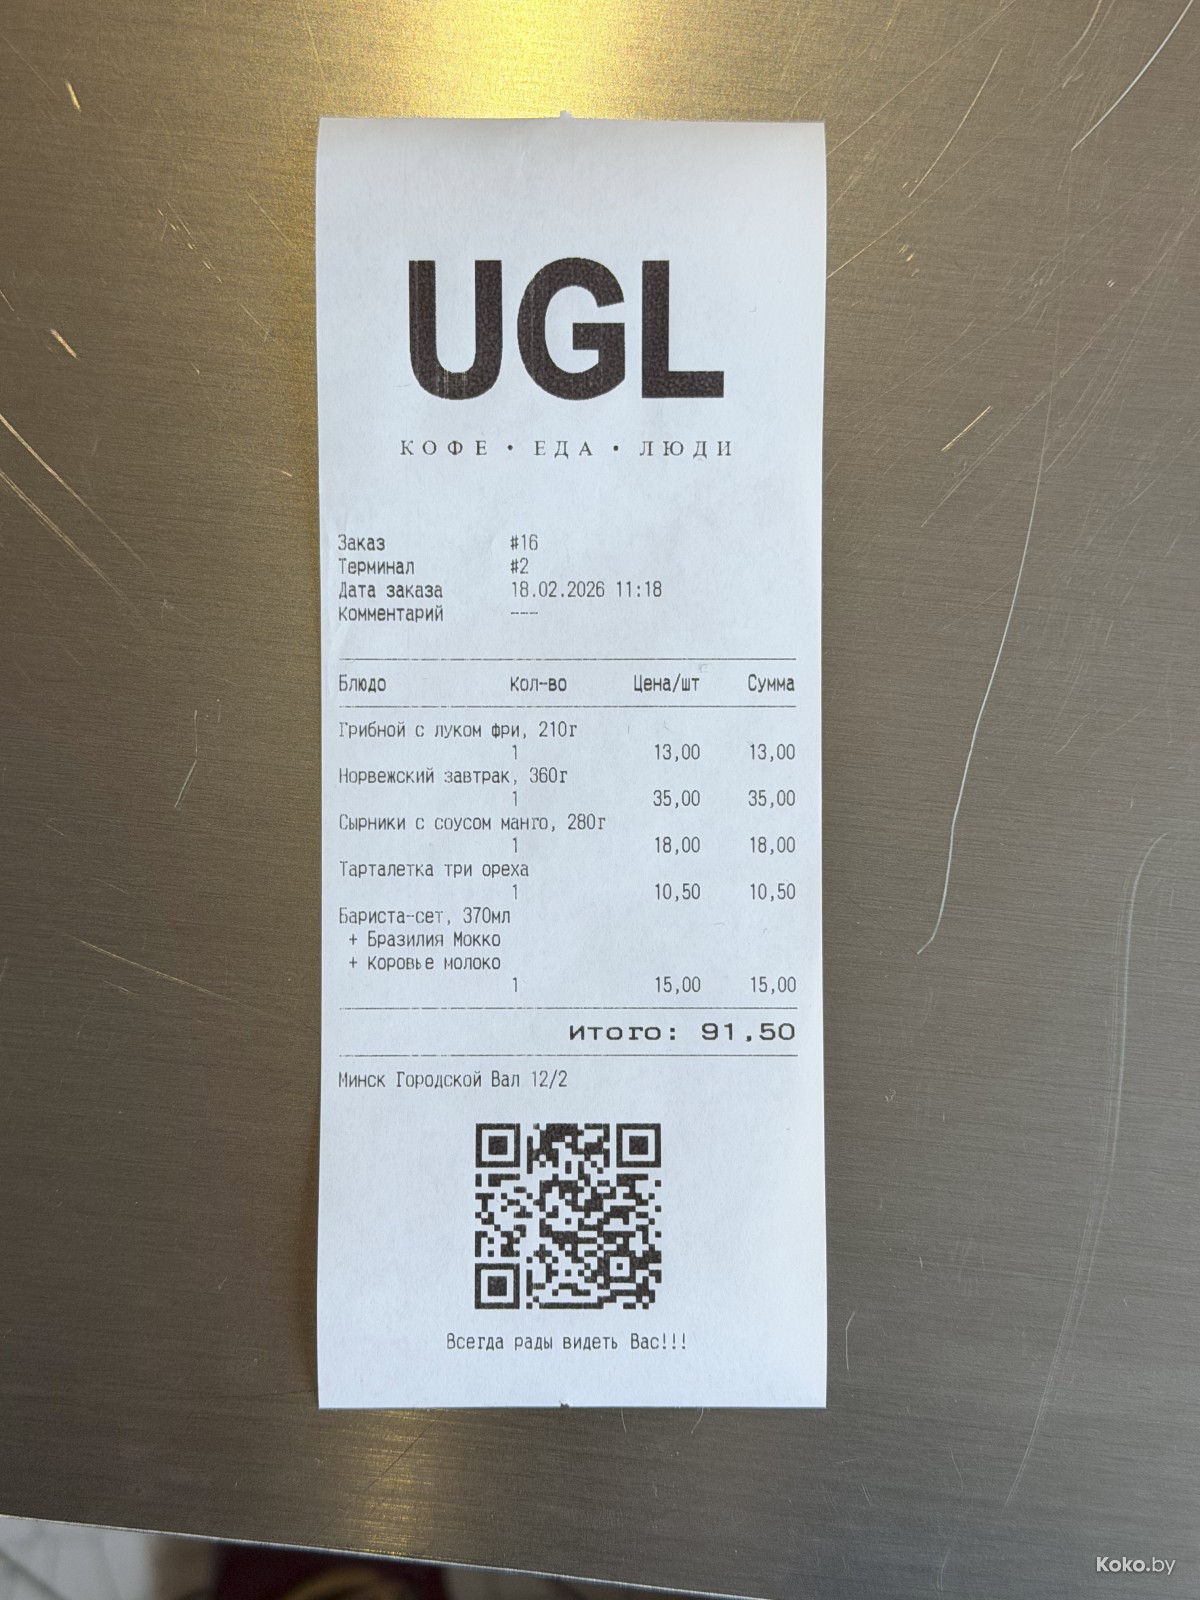 UGL
КОФЕ • ЕДА • ЛЮДИ
Заказ #16
Терминал #2
Дата заказа 18.02.2026 11:18
Комментарий ---
Блюдо Кол-во Цена/шт Сумма
Грибной с луком фри, 210г
1 13,00 13,00
Норвежский завтрак, 360г
1 35,00 35,00
Сырники с соусом манго, 280г
1 18,00 18,00
Тарталетка три ореха
1 10,50 10,50
Бариста-сет, 370мл
+ Бразилия Мокко
+ Коровье молоко
1 15,00 15,00
Итого: 91,50
Минск Городской Вал 12/2
Всегда рады видеть Вас!!!
Koko.by